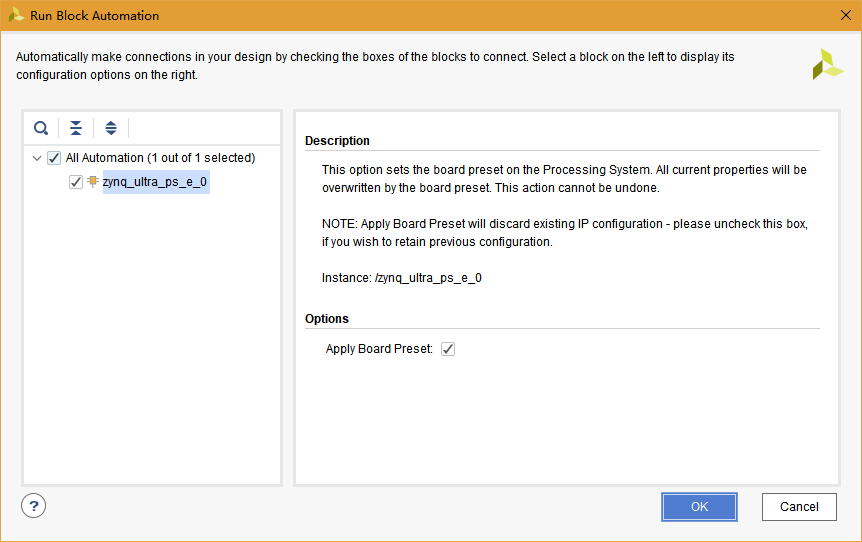 Run Block Automation
Automatically make connections in your design by checking the boxes of the blocks to connect. Select a block on the left to display its
configuration options on the right.
All Automation (1 out of 1 selected)
zynq_ultra_ps_e_0
Description
This option sets the board preset on the Processing System. All current properties will be
overwritten by the board preset. This action cannot be undone.
NOTE: Apply Board Preset will discard existing IP configuration - please uncheck this box,
if you wish to retain previous configuration.
Instance: /zynq_ultra_ps_e_0
Options
Apply Board Preset:
?
OK
Cancel